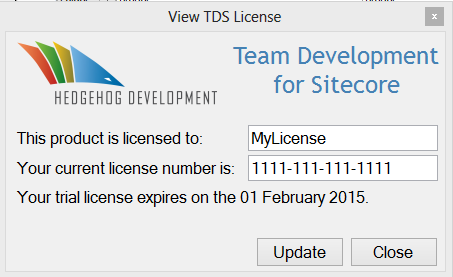 View TDS License
x
HEDGEHOG DEVELOPMENT
Team Development
for Sitecore
This product is licensed to: MyLicense
Your current license number is: 1111-111-111-1111
Your trial license expires on the 01 February 2015.
Update Close